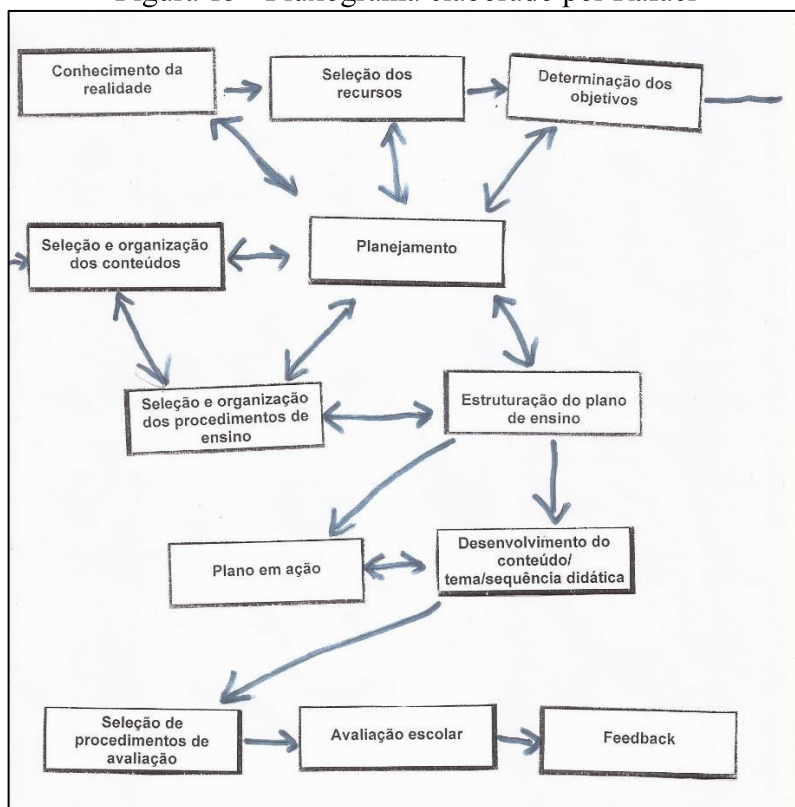 Conhecimento da
realidade
Seleção dos
recursos
Determinação dos
objetivos
Seleção e organização
dos conteúdos
Planejamento
Seleção e organização
dos procedimentos de
ensino
Estruturação do plano
de ensino
Plano em ação
Desenvolvimento do
conteúdo/
tema/sequência didática
Seleção de
procedimentos de
avaliação
Avaliação escolar
Feedback